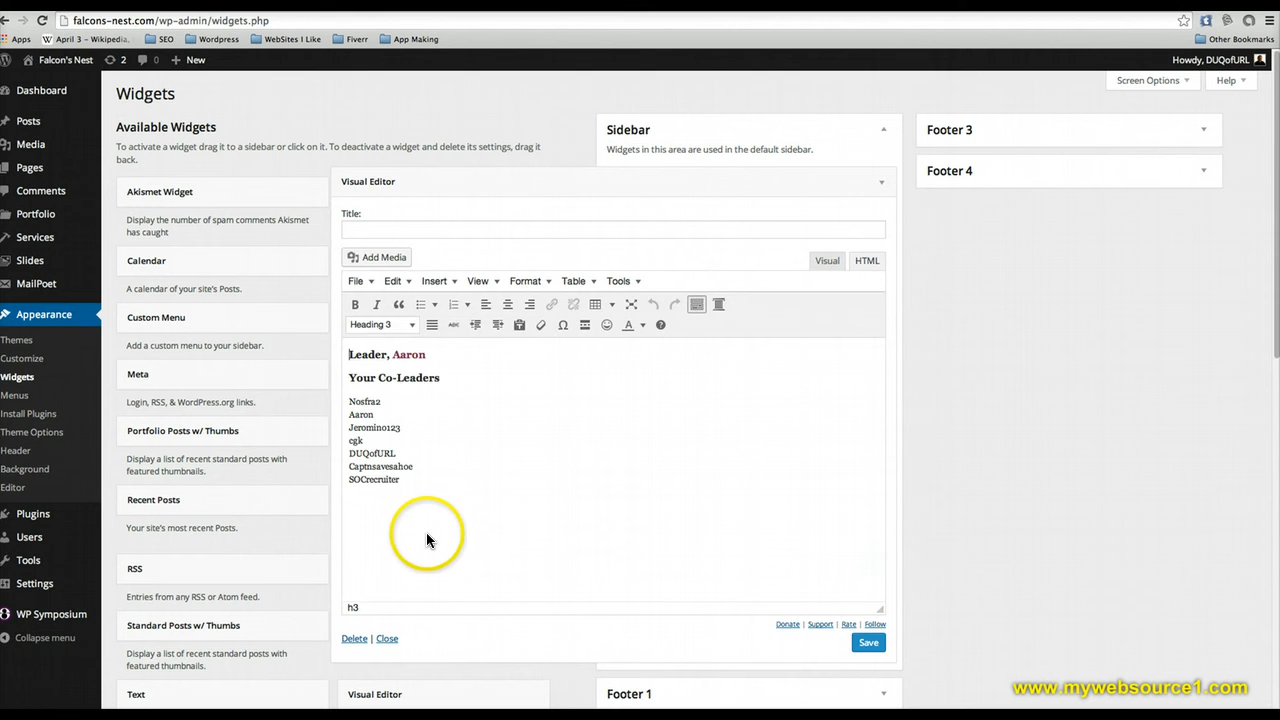 falcons-nest.com/wp-admin/widgets.php
Apps
April 3 - Wikipedia,
SEO
Wordpress
WebSites I Like
Fiverr
App Making
Other Bookmarks
Falcon's Nest
2
0
New
Howdy, DUQofURL
Screen Options
Help
Dashboard
Posts
Media
Pages
Comments
Portfolio
Services
Slides
MailPoet
Appearance
Themes
Customize
Widgets
Menus
Install Plugins
Theme Options
Header
Background
Editor
Plugins
Users
Tools
Settings
WP Symposium
Collapse menu
Widgets
Available Widgets
To activate a widget drag it to a sidebar or click on it. To deactivate a widget and delete its settings, drag it
back.
Akismet Widget
Display the number of spam comments Akismet
has caught
Calendar
A calendar of your site's Posts.
Custom Menu
Add a custom menu to your sidebar.
Meta
Login, RSS, & WordPress.org links.
Portfolio Posts w/ Thumbs
Display a list of recent standard posts with
featured thumbnails.
Recent Posts
Your site's most recent Posts.
RSS
Entries from any RSS or Atom feed.
Standard Posts w/ Thumbs
Display a list of recent standard posts with
featured thumbnails.
Text
Visual Editor
Sidebar
Widgets in this area are used in the default sidebar.
Visual Editor
Title:
Add Media
Visual
HTML
File
Edit
Insert
View
Format
Table
Tools
B
I
ABC
A
Heading 3
Leader, Aaron
Your Co-Leaders
Nosfra2
Aaron
Jeromino123
cgk
DUQofURL
Captnsavesahoe
SOCrecruiter
h3
Donate | Support | Rate | Follow
Delete | Close
Save
Footer 1
Footer 3
Footer 4
www.mywebsource1.com